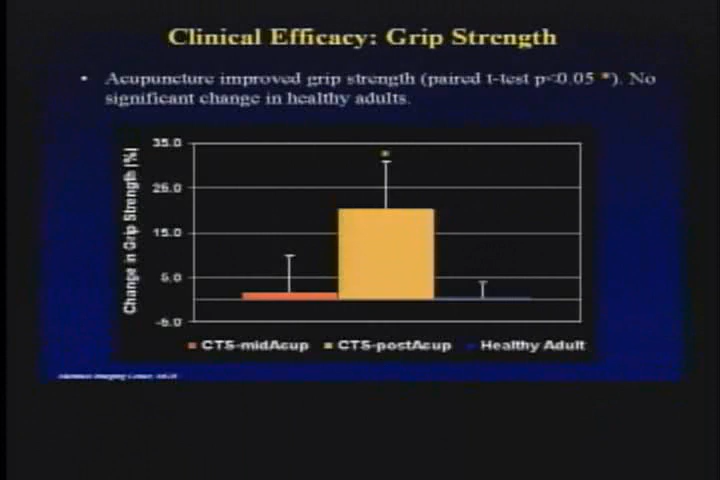 Clinical Efficacy: Grip Strength
• Acupuncture improved grip strength (paired t-test p<0.05 *). No
significant change in healthy adults.
Change in Grip Strength (%)
35.0
25.0
15.0
5.0
-5.0
*
CTS-midAcup CTS-postAcup Healthy Adult
Imaging Center,